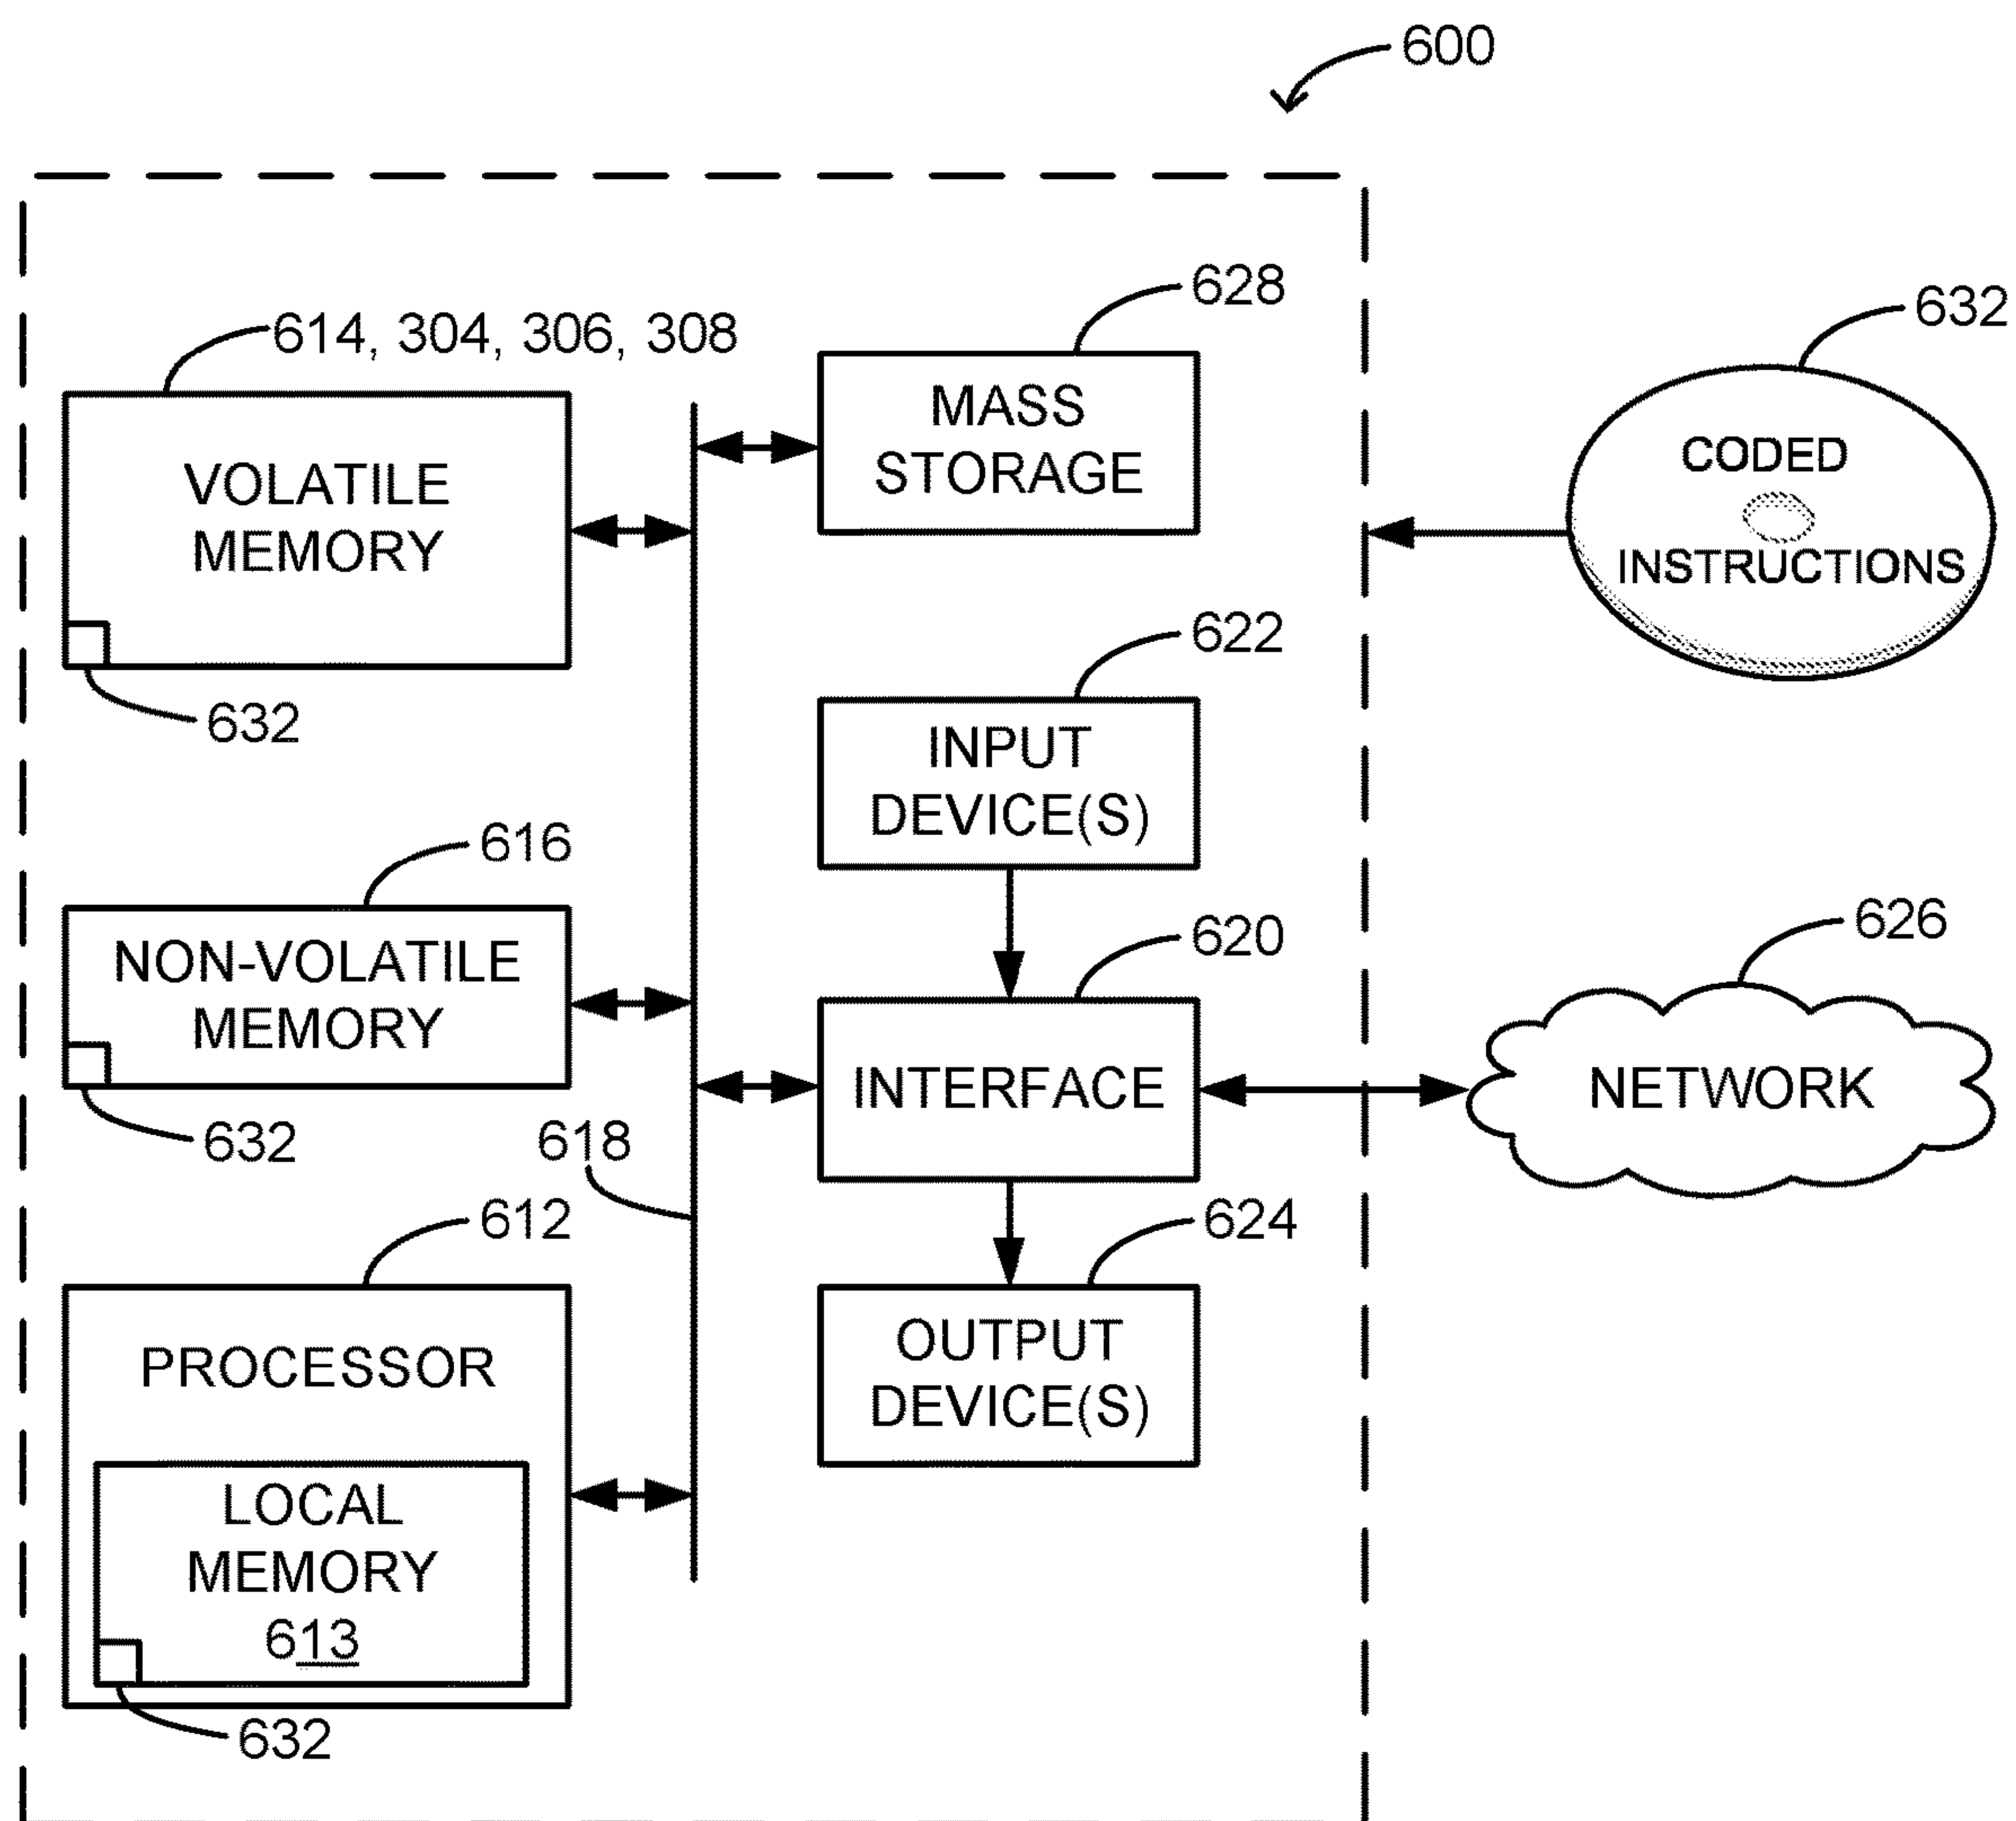 600
614, 304, 306, 308
VOLATILE
MEMORY
632
628
MASS
STORAGE
632
CODED
INSTRUCTIONS
622
INPUT
DEVICE(S)
616
NON-VOLATILE
MEMORY
632
618
620
INTERFACE
626
NETWORK
612
PROCESSOR
LOCAL
MEMORY
613
632
624
OUTPUT
DEVICE(S)